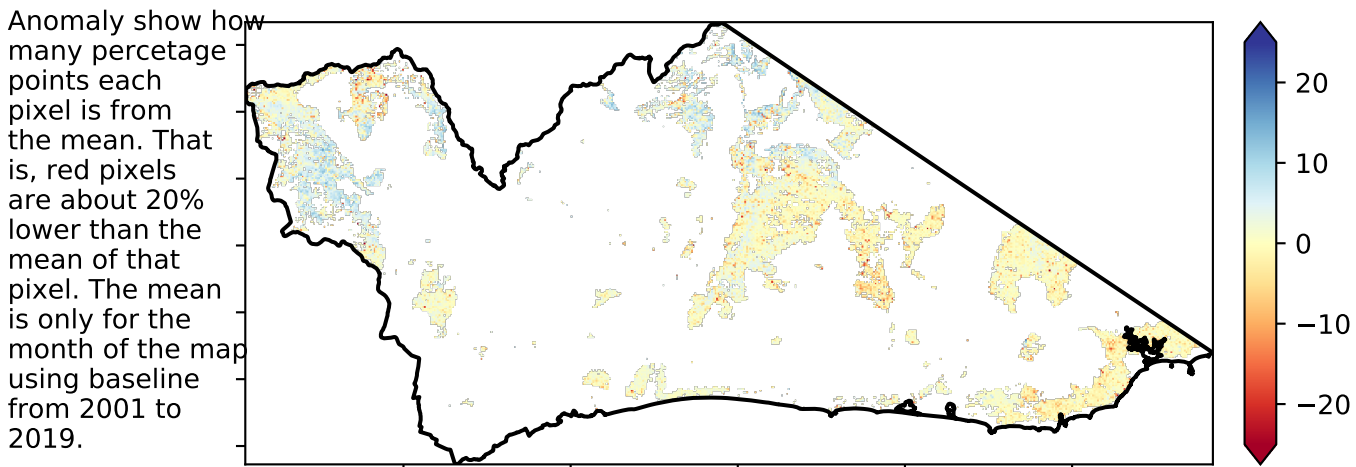 Anomaly show how
many percetage
points each
pixel is from
the mean. That
is, red pixels
are about 20%
lower than the
mean of that
pixel. The mean
is only for the
month of the map
using baseline
from 2001 to
2019.
20
10
0
−10
−20